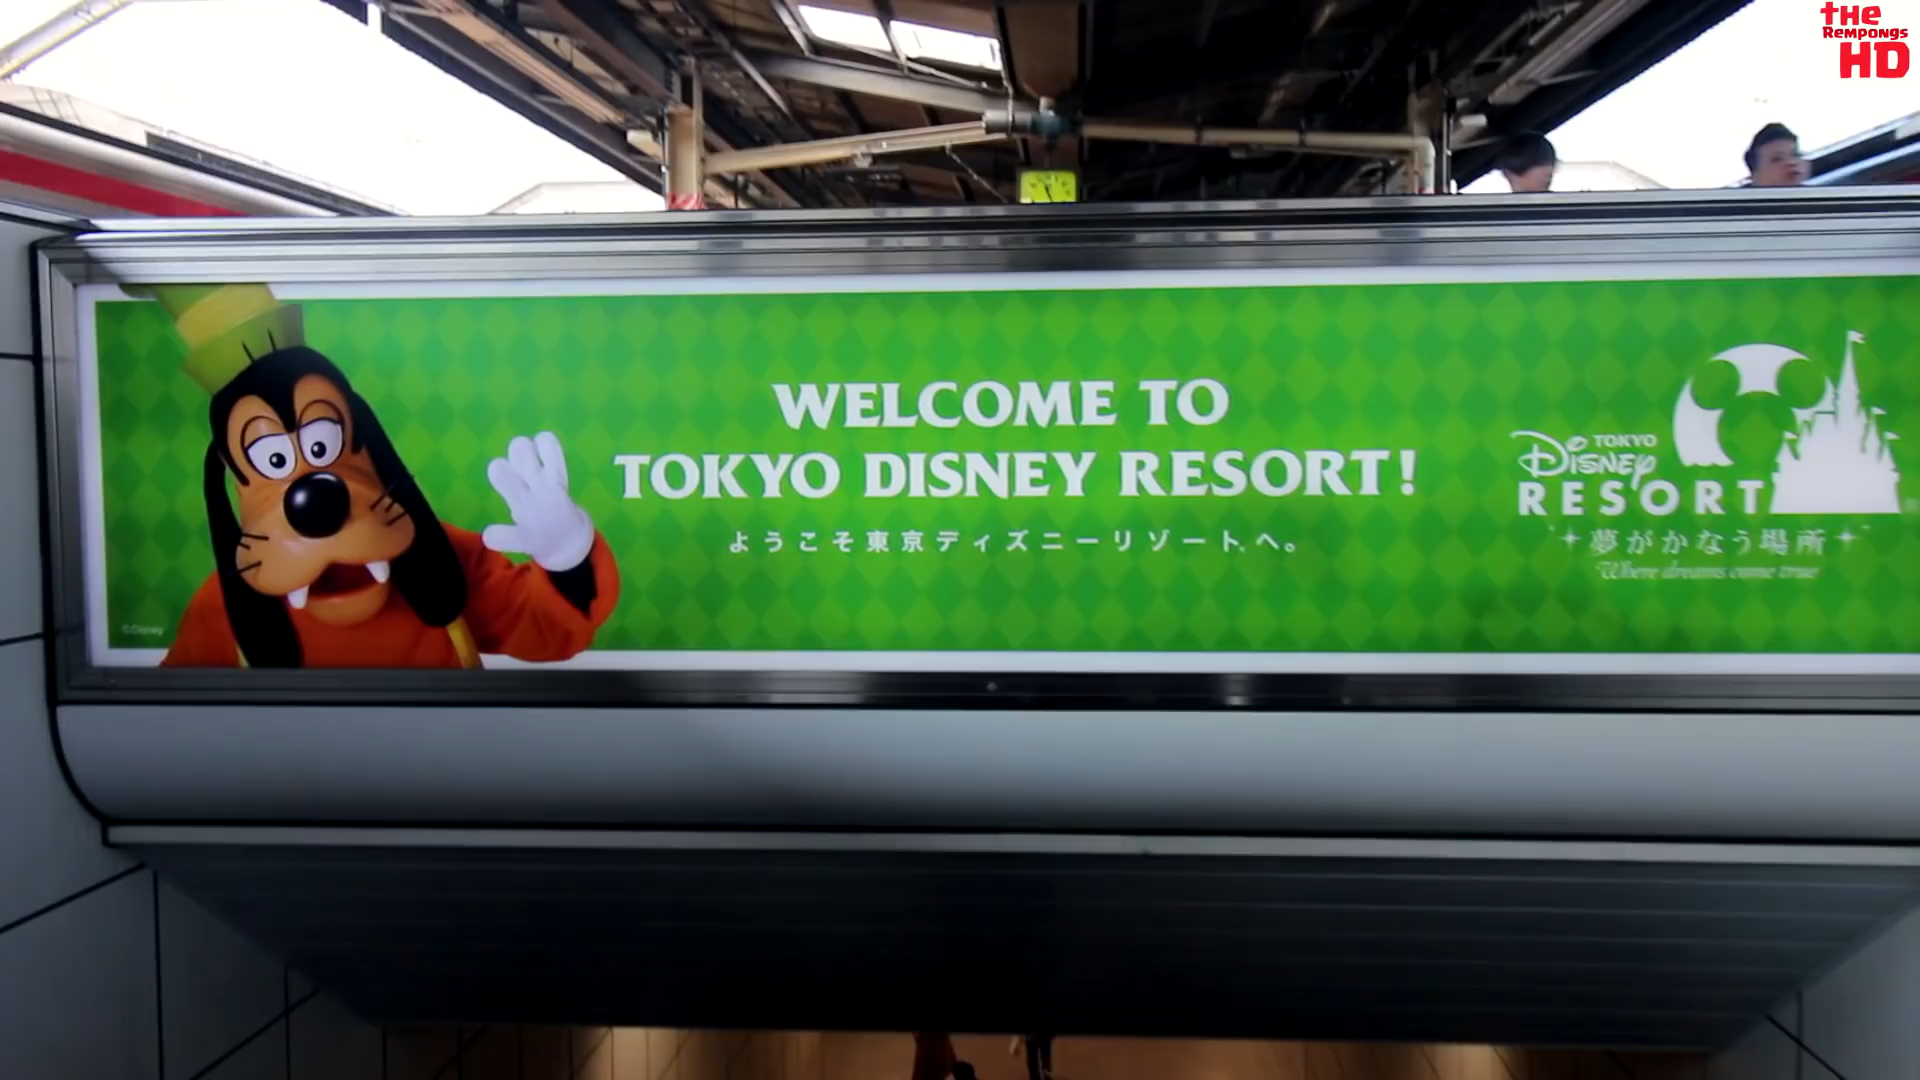 tHE
REMPONGS
HD
WELCOME TO
TOKYO DISNEY RESORT!
ようこそ東京ディズニーリゾートへ。
TOKYO
DISNEY
RESORT
夢がかなう場所
Where dreams come true
©Disney